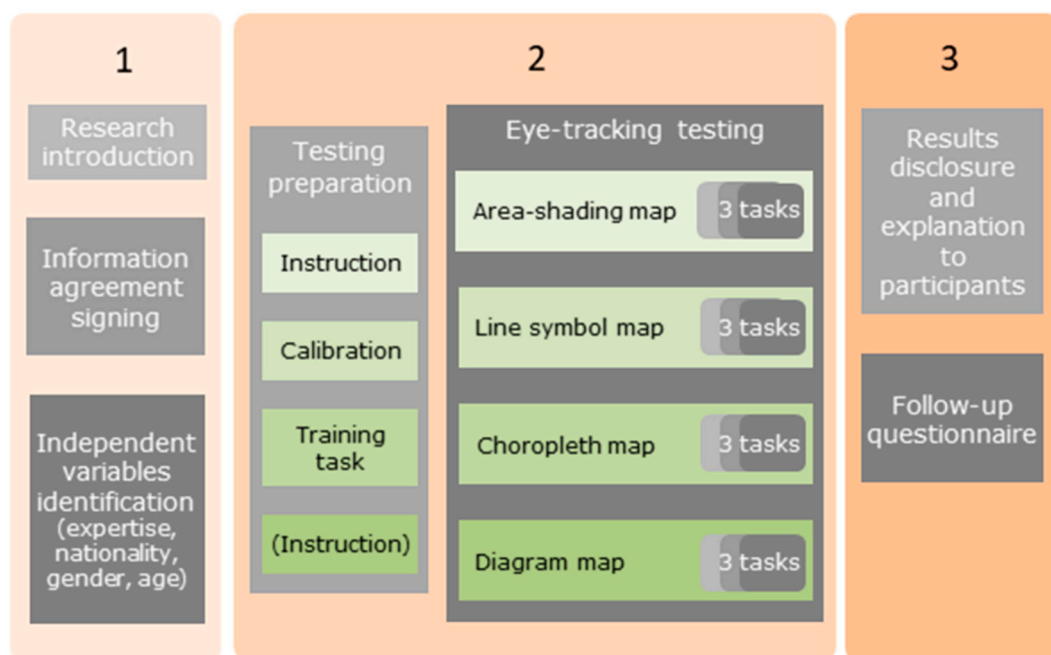 1
Research
introduction
Information
agreement
signing
Independent
variables
identification
(expertise,
nationality,
gender, age)
2
Testing
preparation
Instruction
Calibration
Training
task
(Instruction)
Eye-tracking testing
Area-shading map 3 tasks
Line symbol map 3 tasks
Choropleth map 3 tasks
Diagram map 3 tasks
3
Results
disclosure
and
explanation
to
participants
Follow-up
questionnaire